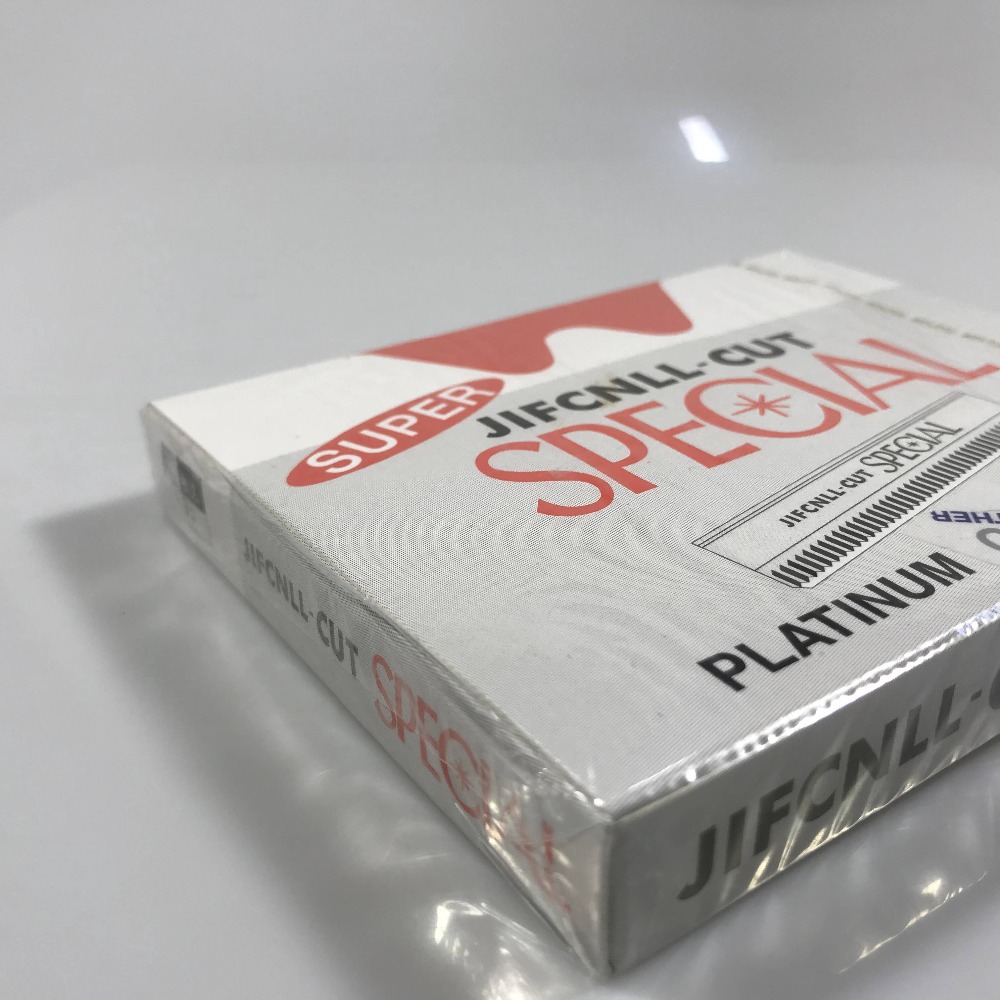 SUPER
JIFCNLL-CUT
SPECIAL
JIFCNLL-CUT SPECIAL
PLATINUM
JIFCNLL-CUT
SPECIAL
JIFCNLL-